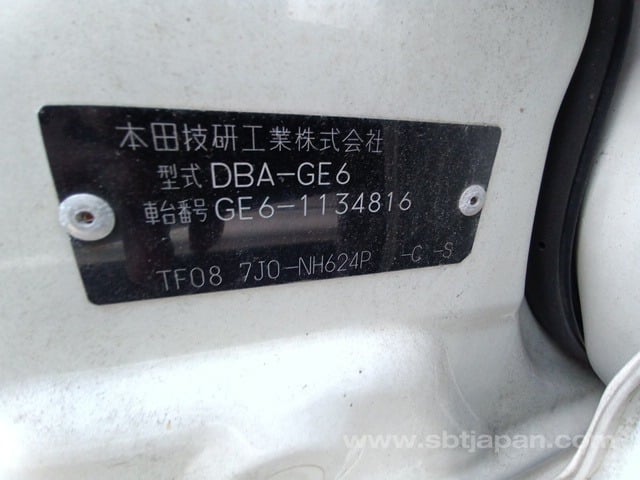 本田技研工業株式会社
型式 DBA-GE6
車台番号 GE6-1134816
TF08 7J0-NH624P -C -S
www.sbtjapan.com